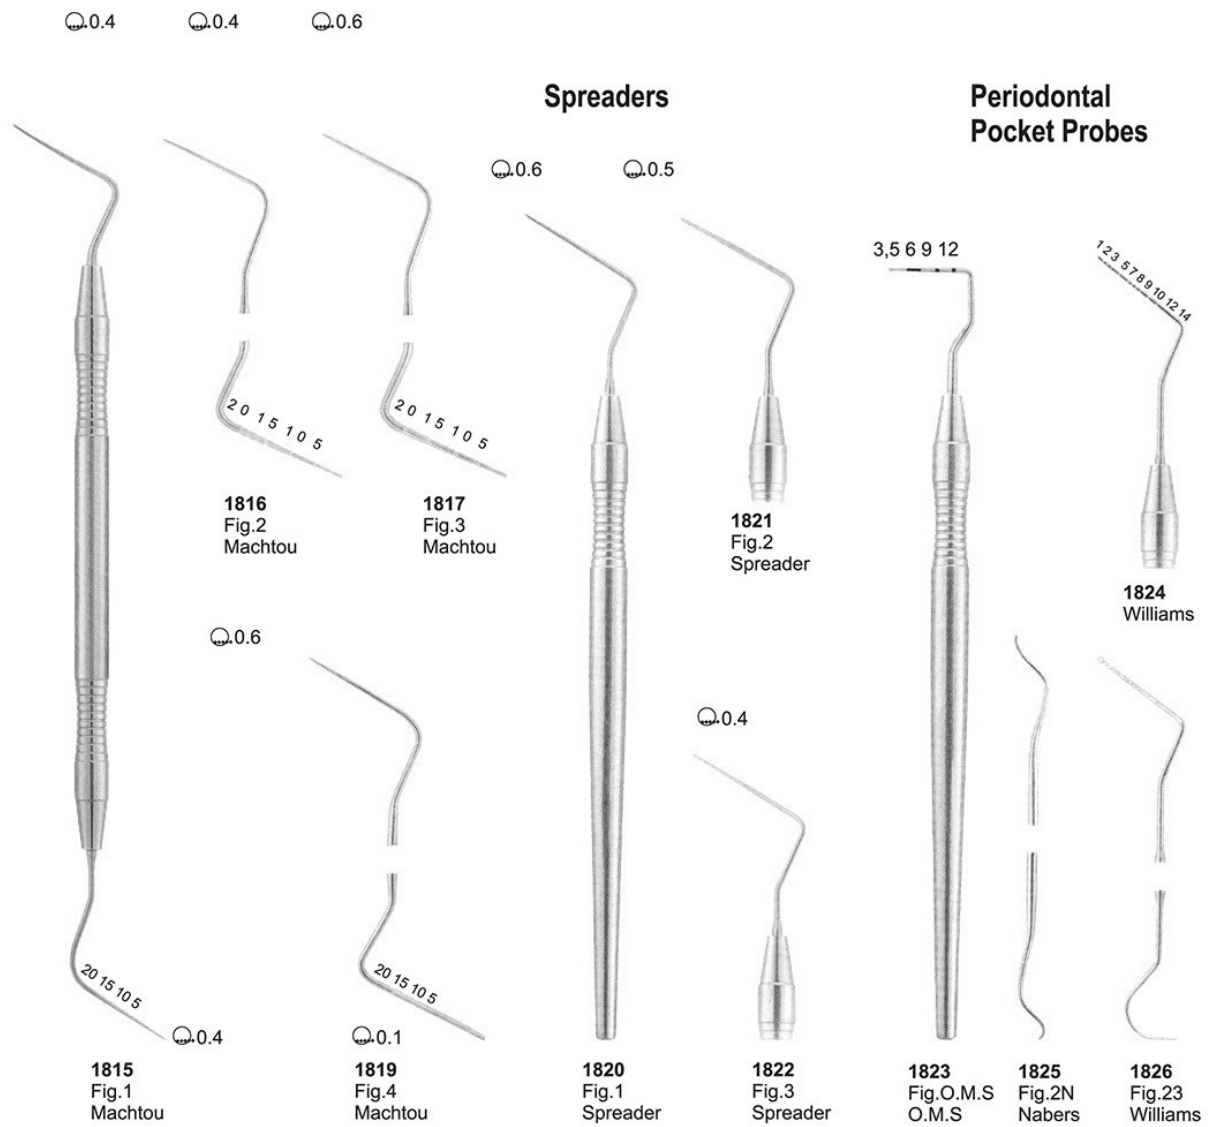 0.4
0.4
0.6
Spreaders
Periodontal
Pocket Probes
0.6
0.5
3,5 6 9 12
1 2 3 5 7 8 9 10 12 14
2 0 1 5 1 0 5
2 0 1 5 1 0 5
1816
Fig.2
Machtou
1817
Fig.3
Machtou
1821
Fig.2
Spreader
1824
Williams
0.6
0.4
20 15 10 5
0.4
20 15 10 5
0.1
1815
Fig.1
Machtou
1819
Fig.4
Machtou
1820
Fig.1
Spreader
1822
Fig.3
Spreader
1823
Fig.O.M.S
O.M.S
1825
Fig.2N
Nabers
1826
Fig.23
Williams